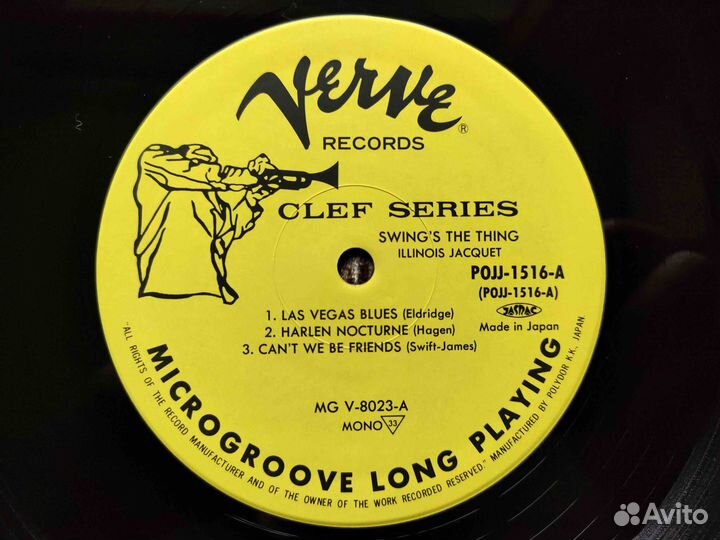 VERVE
®
RECORDS
CLEF SERIES
SWING'S THE THING
ILLINOIS JACQUET
POJJ-1516-A
(POJJ-1516-A)
JASRAC
Made in Japan
1. LAS VEGAS BLUES (Eldridge)
2. HARLEN NOCTURNE (Hagen)
3. CAN'T WE BE FRIENDS (Swift-James)
MG V-8023-A
MONO 33
MICROGROOVE LONG PLAYING
"ALL RIGHTS OF THE RECORD MANUFACTURER AND OF THE OWNER OF THE WORK RECORDED RESERVED." MANUFACTURED BY POLYDOR K.K., JAPAN.
Avito